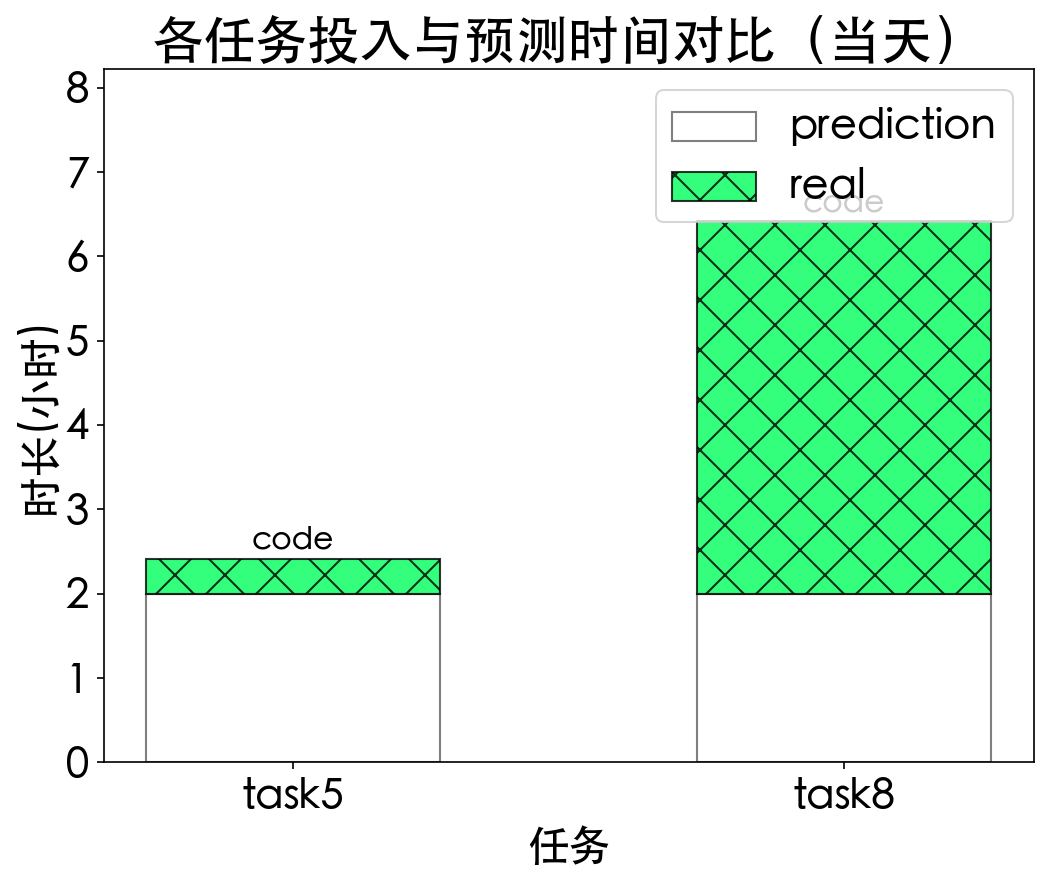 各任务投入与预测时间对比（当天）
时长(小时)
8
7
6
5
4
3
2
1
0
prediction
real
code
code
task5
task8
任务